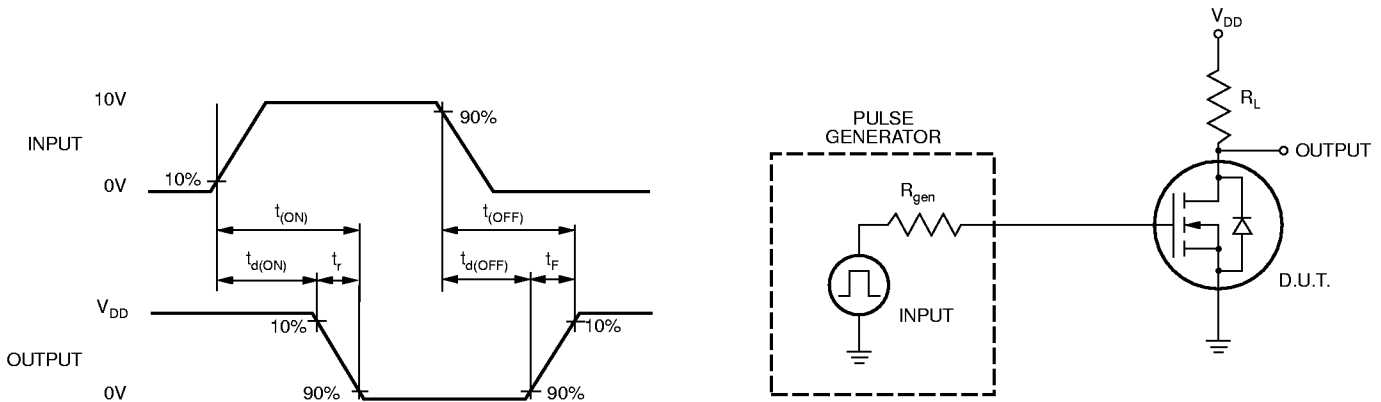 10V
INPUT
0V
10%
90%
t(ON)
t(OFF)
td(ON)
tr
td(OFF)
tF
VDD
OUTPUT
0V
10%
90%
90%
10%
PULSE
GENERATOR
Rgen
INPUT
VDD
RL
OUTPUT
D.U.T.